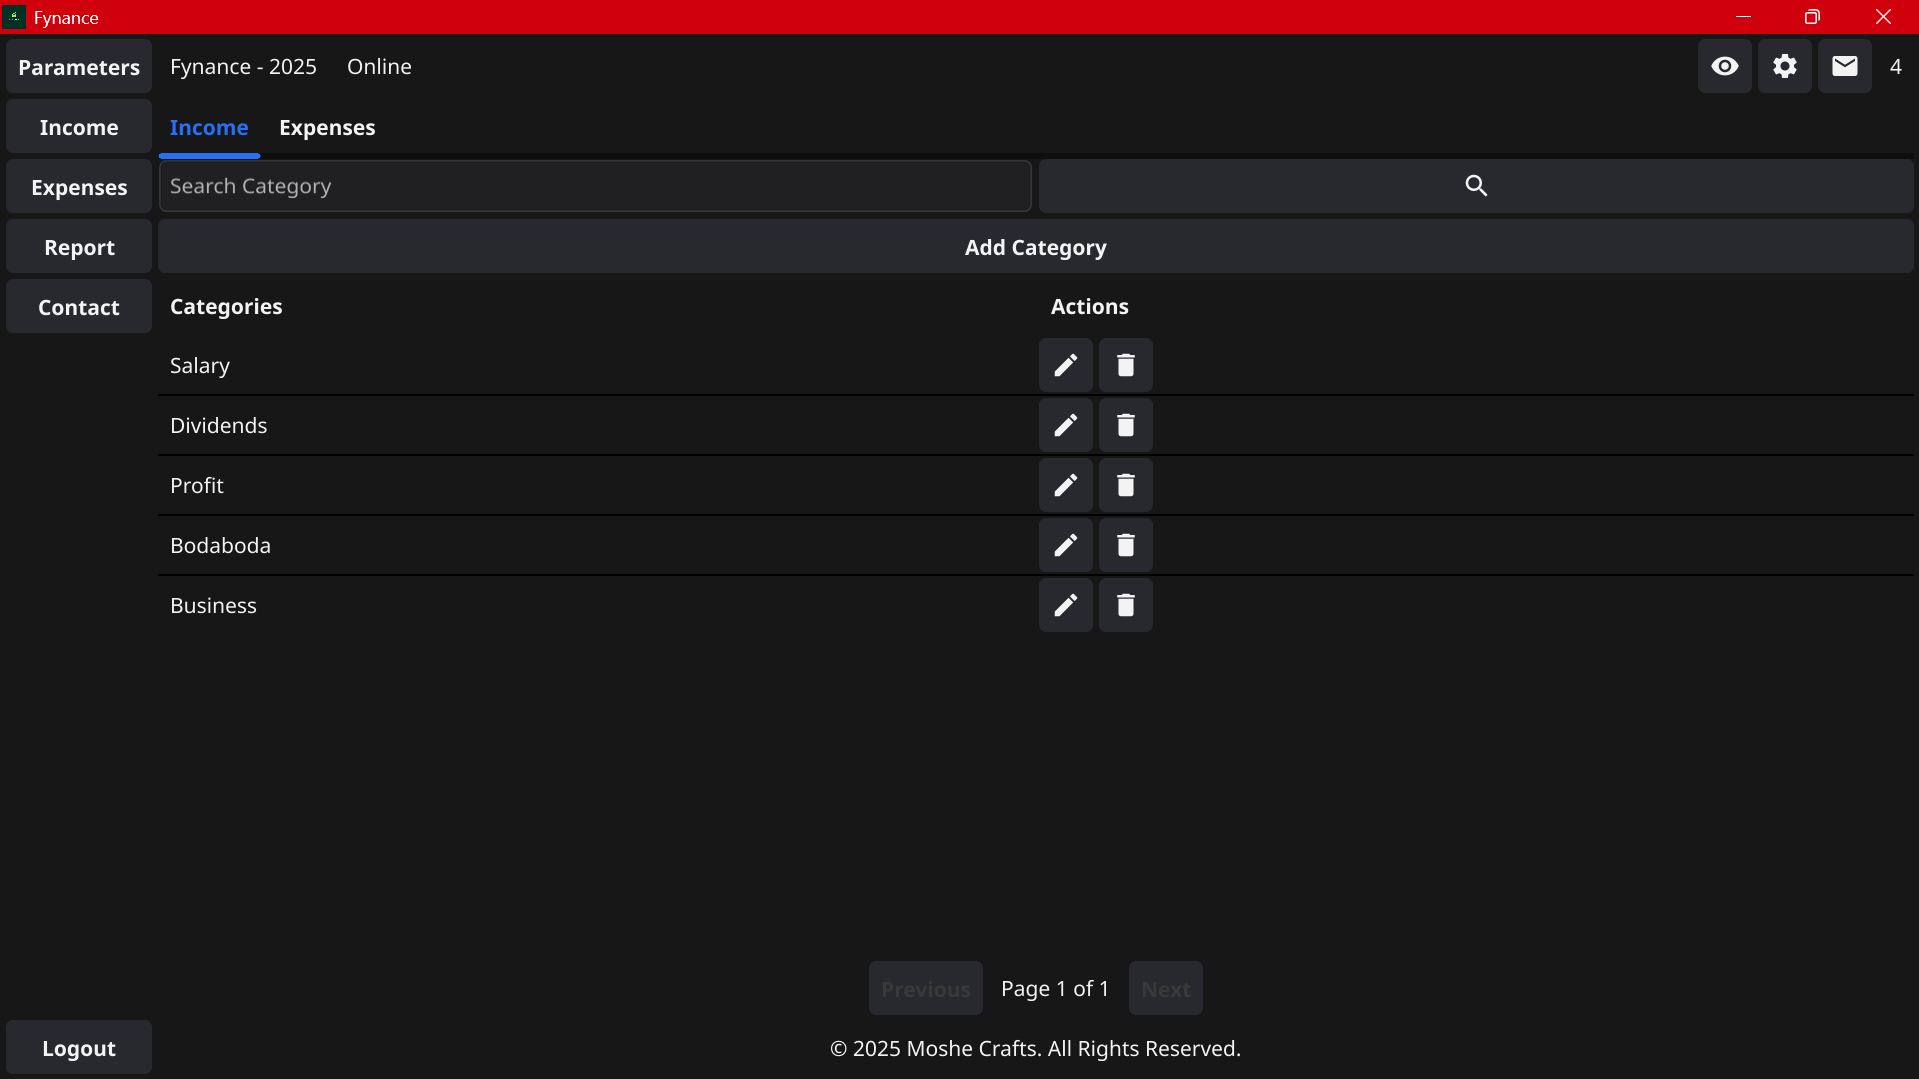 Fynance
Parameters
Fynance - 2025 Online
4
Income
Income Expenses
Expenses
Search Category
Report
Add Category
Contact
Categories Actions
Salary
Dividends
Profit
Bodaboda
Business
Previous Page 1 of 1 Next
Logout
© 2025 Moshe Crafts. All Rights Reserved.